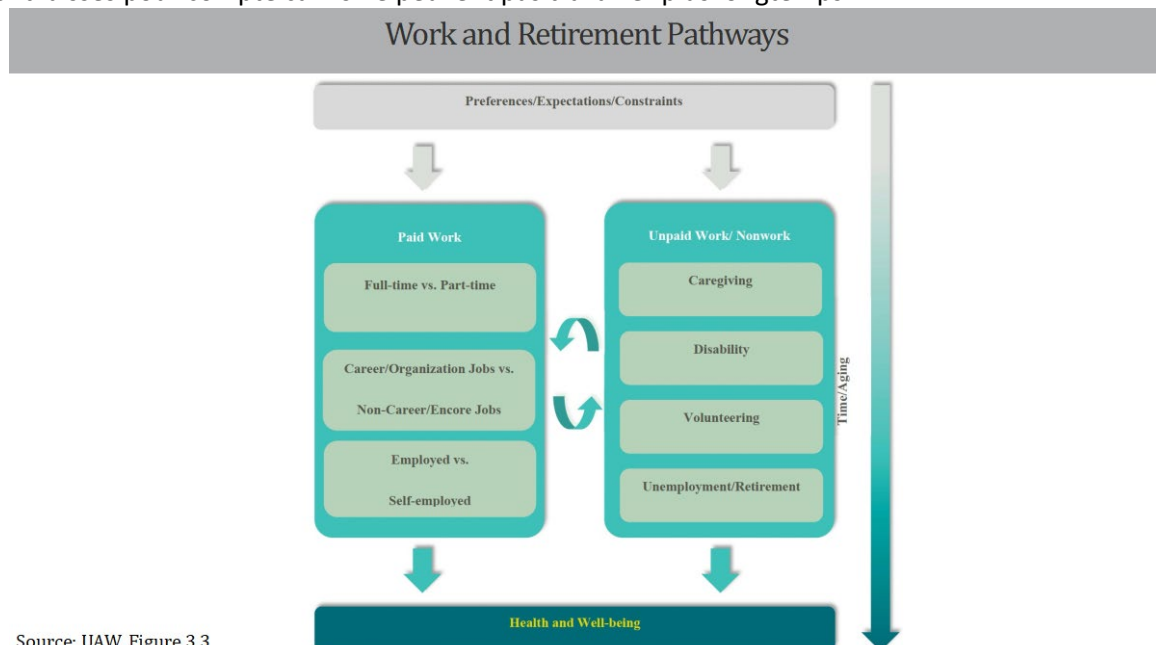 Work and Retirement Pathways
Preferences/Expectations/Constraints
Paid Work
Full-time vs. Part-time
Career/Organization Jobs vs.
Non-Career/Encore Jobs
Employed vs.
Self-employed
Unpaid Work/ Nonwork
Caregiving
Disability
Volunteering
Unemployment/Retirement
Time/Aging
Health and Well-being
Source: UAW, Figure 3.3